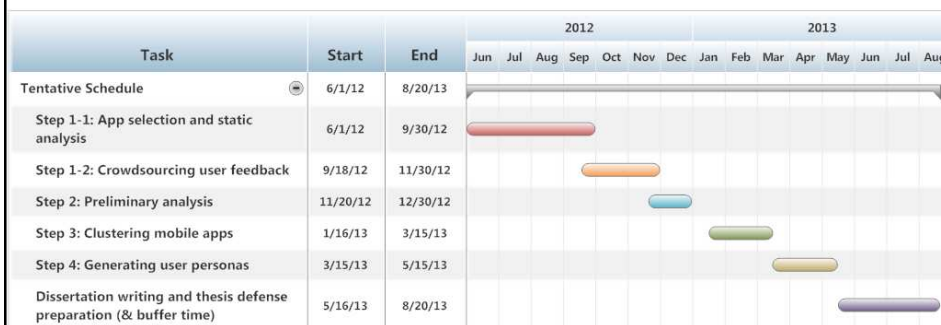 2012 2013
Task Start End Jun Jul Aug Sep Oct Nov Dec Jan Feb Mar Apr May Jun Jul Aug
Tentative Schedule 6/1/12 8/20/13
Step 1-1: App selection and static
analysis 6/1/12 9/30/12
Step 1-2: Crowdsourcing user feedback 9/18/12 11/30/12
Step 2: Preliminary analysis 11/20/12 12/30/12
Step 3: Clustering mobile apps 1/16/13 3/15/13
Step 4: Generating user personas 3/15/13 5/15/13
Dissertation writing and thesis defense
preparation (& buffer time) 5/16/13 8/20/13